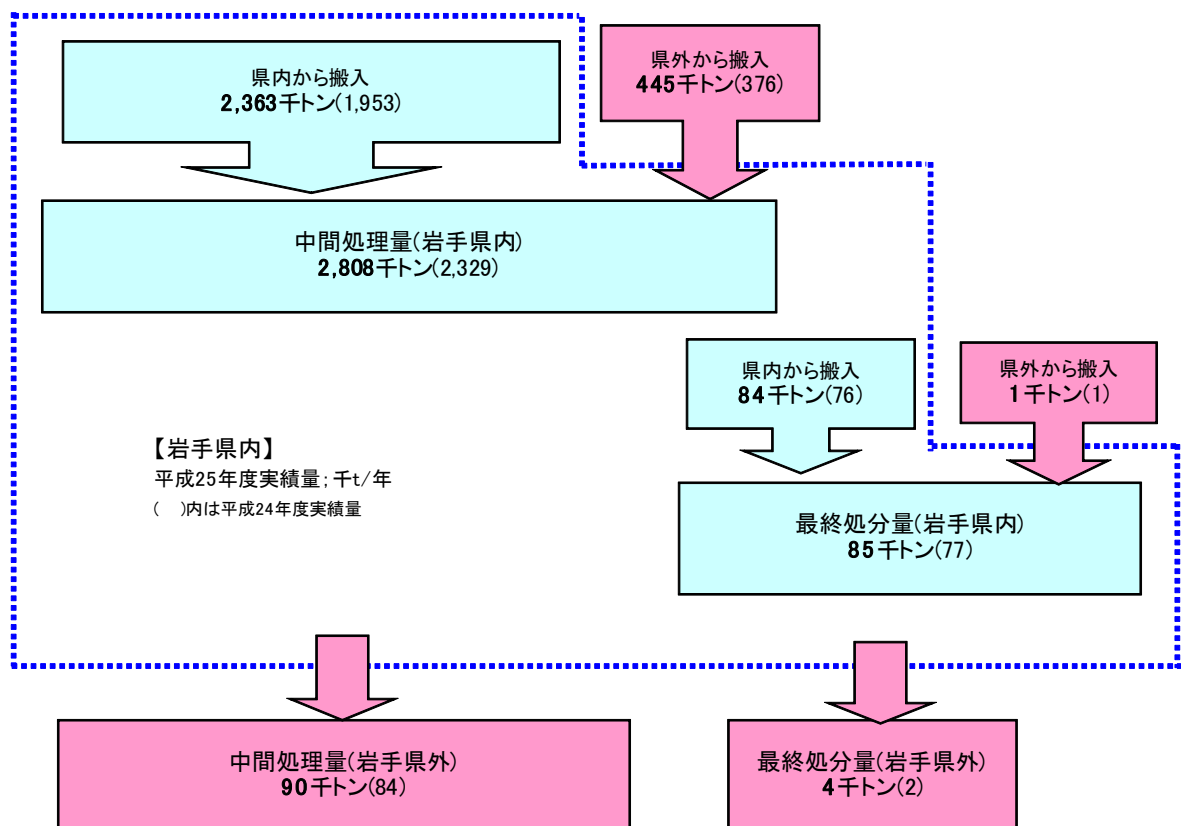 県内から搬入
2,363千トン(1,953)
県外から搬入
445千トン(376)
中間処理量(岩手県内)
2,808千トン(2,329)
県内から搬入
84千トン(76)
県外から搬入
1千トン(1)
【岩手県内】
平成25年度実績量;千t/年
(　)内は平成24年度実績量
最終処分量(岩手県内)
85千トン(77)
中間処理量(岩手県外)
90千トン(84)
最終処分量(岩手県外)
4千トン(2)